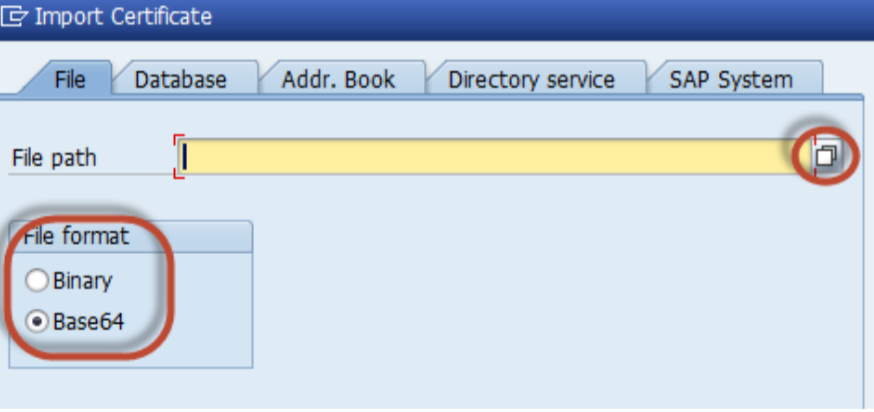 Import Certificate
File Database Addr. Book Directory service SAP System
File path
File format
Binary
Base64